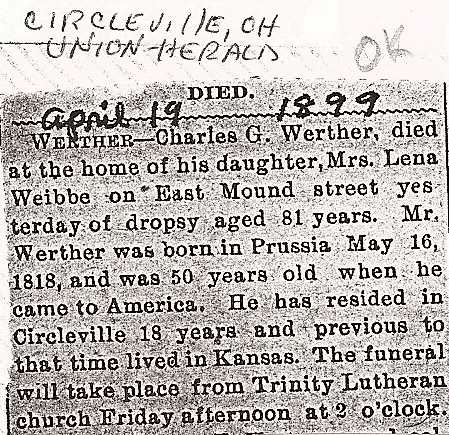 CIRCLEVILLE, OH
UNION-HERALD
OK
DIED.
April 19 1899
WERTHER—Charles G. Werther, died
at the home of his daughter, Mrs. Lena
Weibbe on East Mound street yes
terday of dropsy aged 81 years. Mr.
Werther was born in Prussia May 16,
1818, and was 50 years old when he
came to America. He has resided in
Circleville 18 years and previous to
that time lived in Kansas. The funeral
will take place from Trinity Lutheran
church Friday afternoon at 2 o'clock.